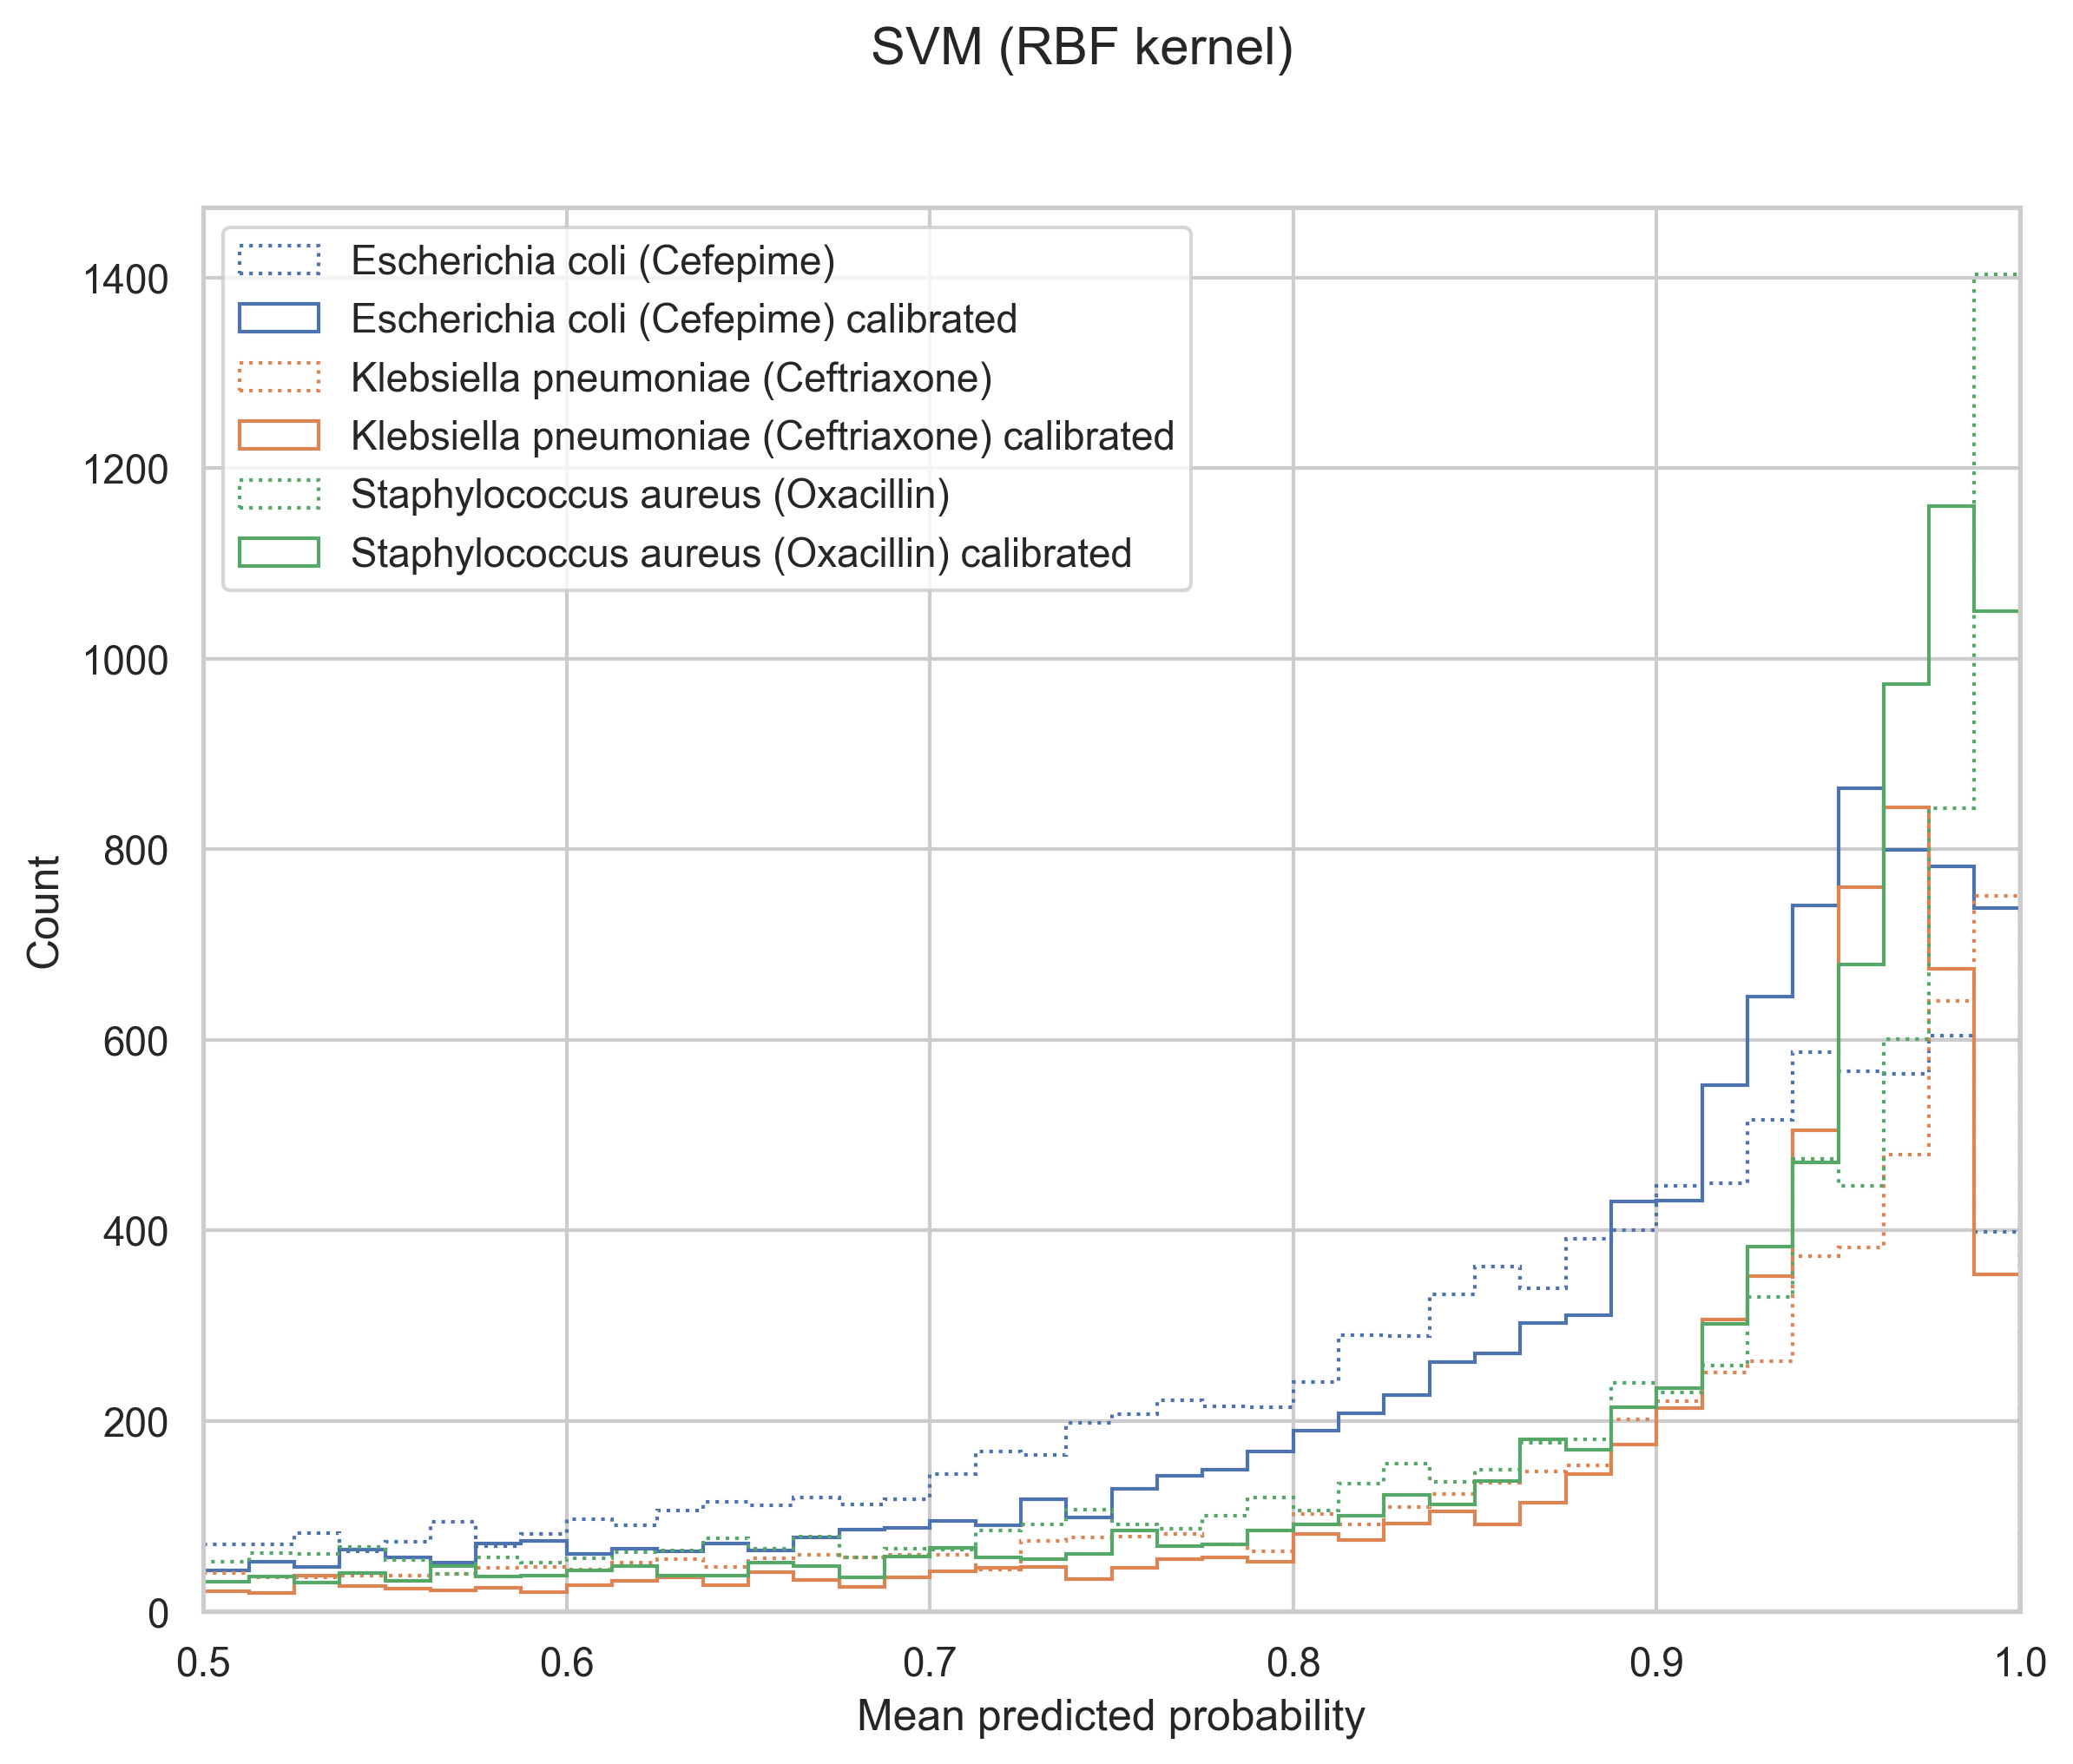 SVM (RBF kernel)
Escherichia coli (Cefepime)
Escherichia coli (Cefepime) calibrated
Klebsiella pneumoniae (Ceftriaxone)
Klebsiella pneumoniae (Ceftriaxone) calibrated
Staphylococcus aureus (Oxacillin)
Staphylococcus aureus (Oxacillin) calibrated
1400
1200
1000
800
600
400
200
0
Count
0.5 0.6 0.7 0.8 0.9 1.0
Mean predicted probability